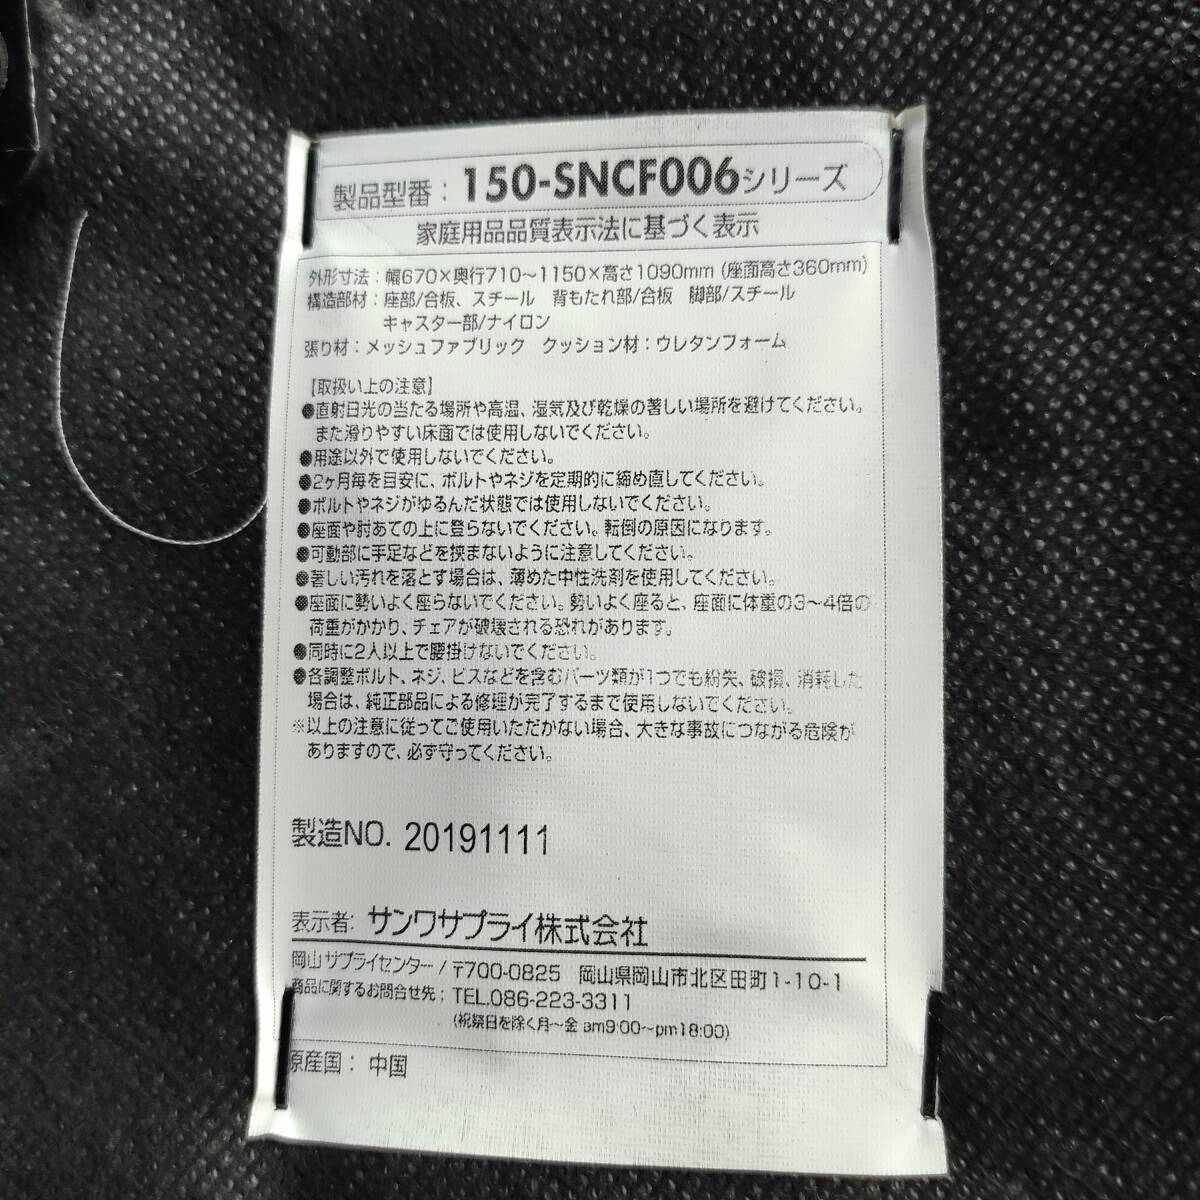 製品型番：150-SNCF006シリーズ
家庭用品品質表示法に基づく表示
外形寸法：幅670×奥行710～1150×高さ1090mm（座面高さ360mm）
構造部材：座部/合板、スチール　背もたれ部/合板　脚部/スチール
キャスター部/ナイロン
張り材：メッシュファブリック　クッション材：ウレタンフォーム
【取扱い上の注意】
●直射日光の当たる場所や高温、湿気及び乾燥の著しい場所を避けてください。
また滑りやすい床面では使用しないでください。
●用途以外で使用しないでください。
●2ヶ月毎を目安に、ボルトやネジを定期的に締め直してください。
●ボルトやネジがゆるんだ状態では使用しないでください。
●座面や肘あての上に登らないでください。転倒の原因になります。
●可動部に手足などを挟まないように注意してください。
●著しい汚れを落とす場合は、薄めた中性洗剤を使用してください。
●座面に勢いよく座らないでください。勢いよく座ると、座面に体重の3～4倍の
荷重がかかり、チェアが破壊される恐れがあります。
●同時に2人以上で腰掛けないでください。
●各調整ボルト、ネジ、ビスなどを含むパーツ類が1つでも紛失、破損、消耗した
場合は、純正部品による修理が完了するまで使用しないでください。
※以上の注意に従ってご使用いただかない場合、大きな事故につながる危険が
ありますので、必ず守ってください。
製造NO. 20191111
表示者：サンワサプライ株式会社
岡山サプライセンター/〒700-0825　岡山県岡山市北区田町1-10-1
商品に関するお問合せ先；TEL.086-223-3311
（祝祭日を除く月～金 am9:00～pm18:00）
原産国：中国